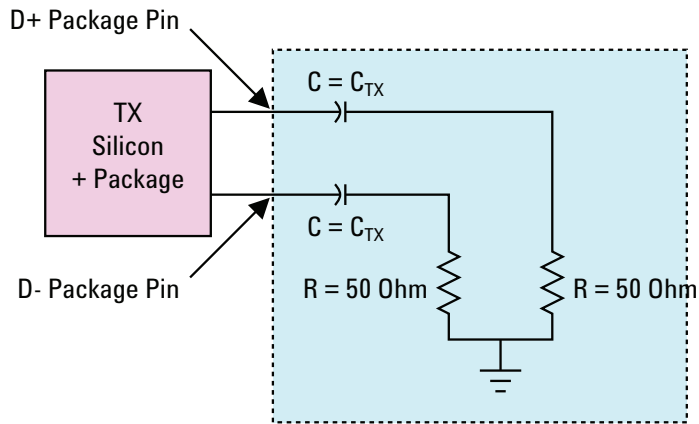 D+ Package Pin
C = CTX
TX
Silicon
+ Package
C = CTX
D- Package Pin
R = 50 Ohm
R = 50 Ohm